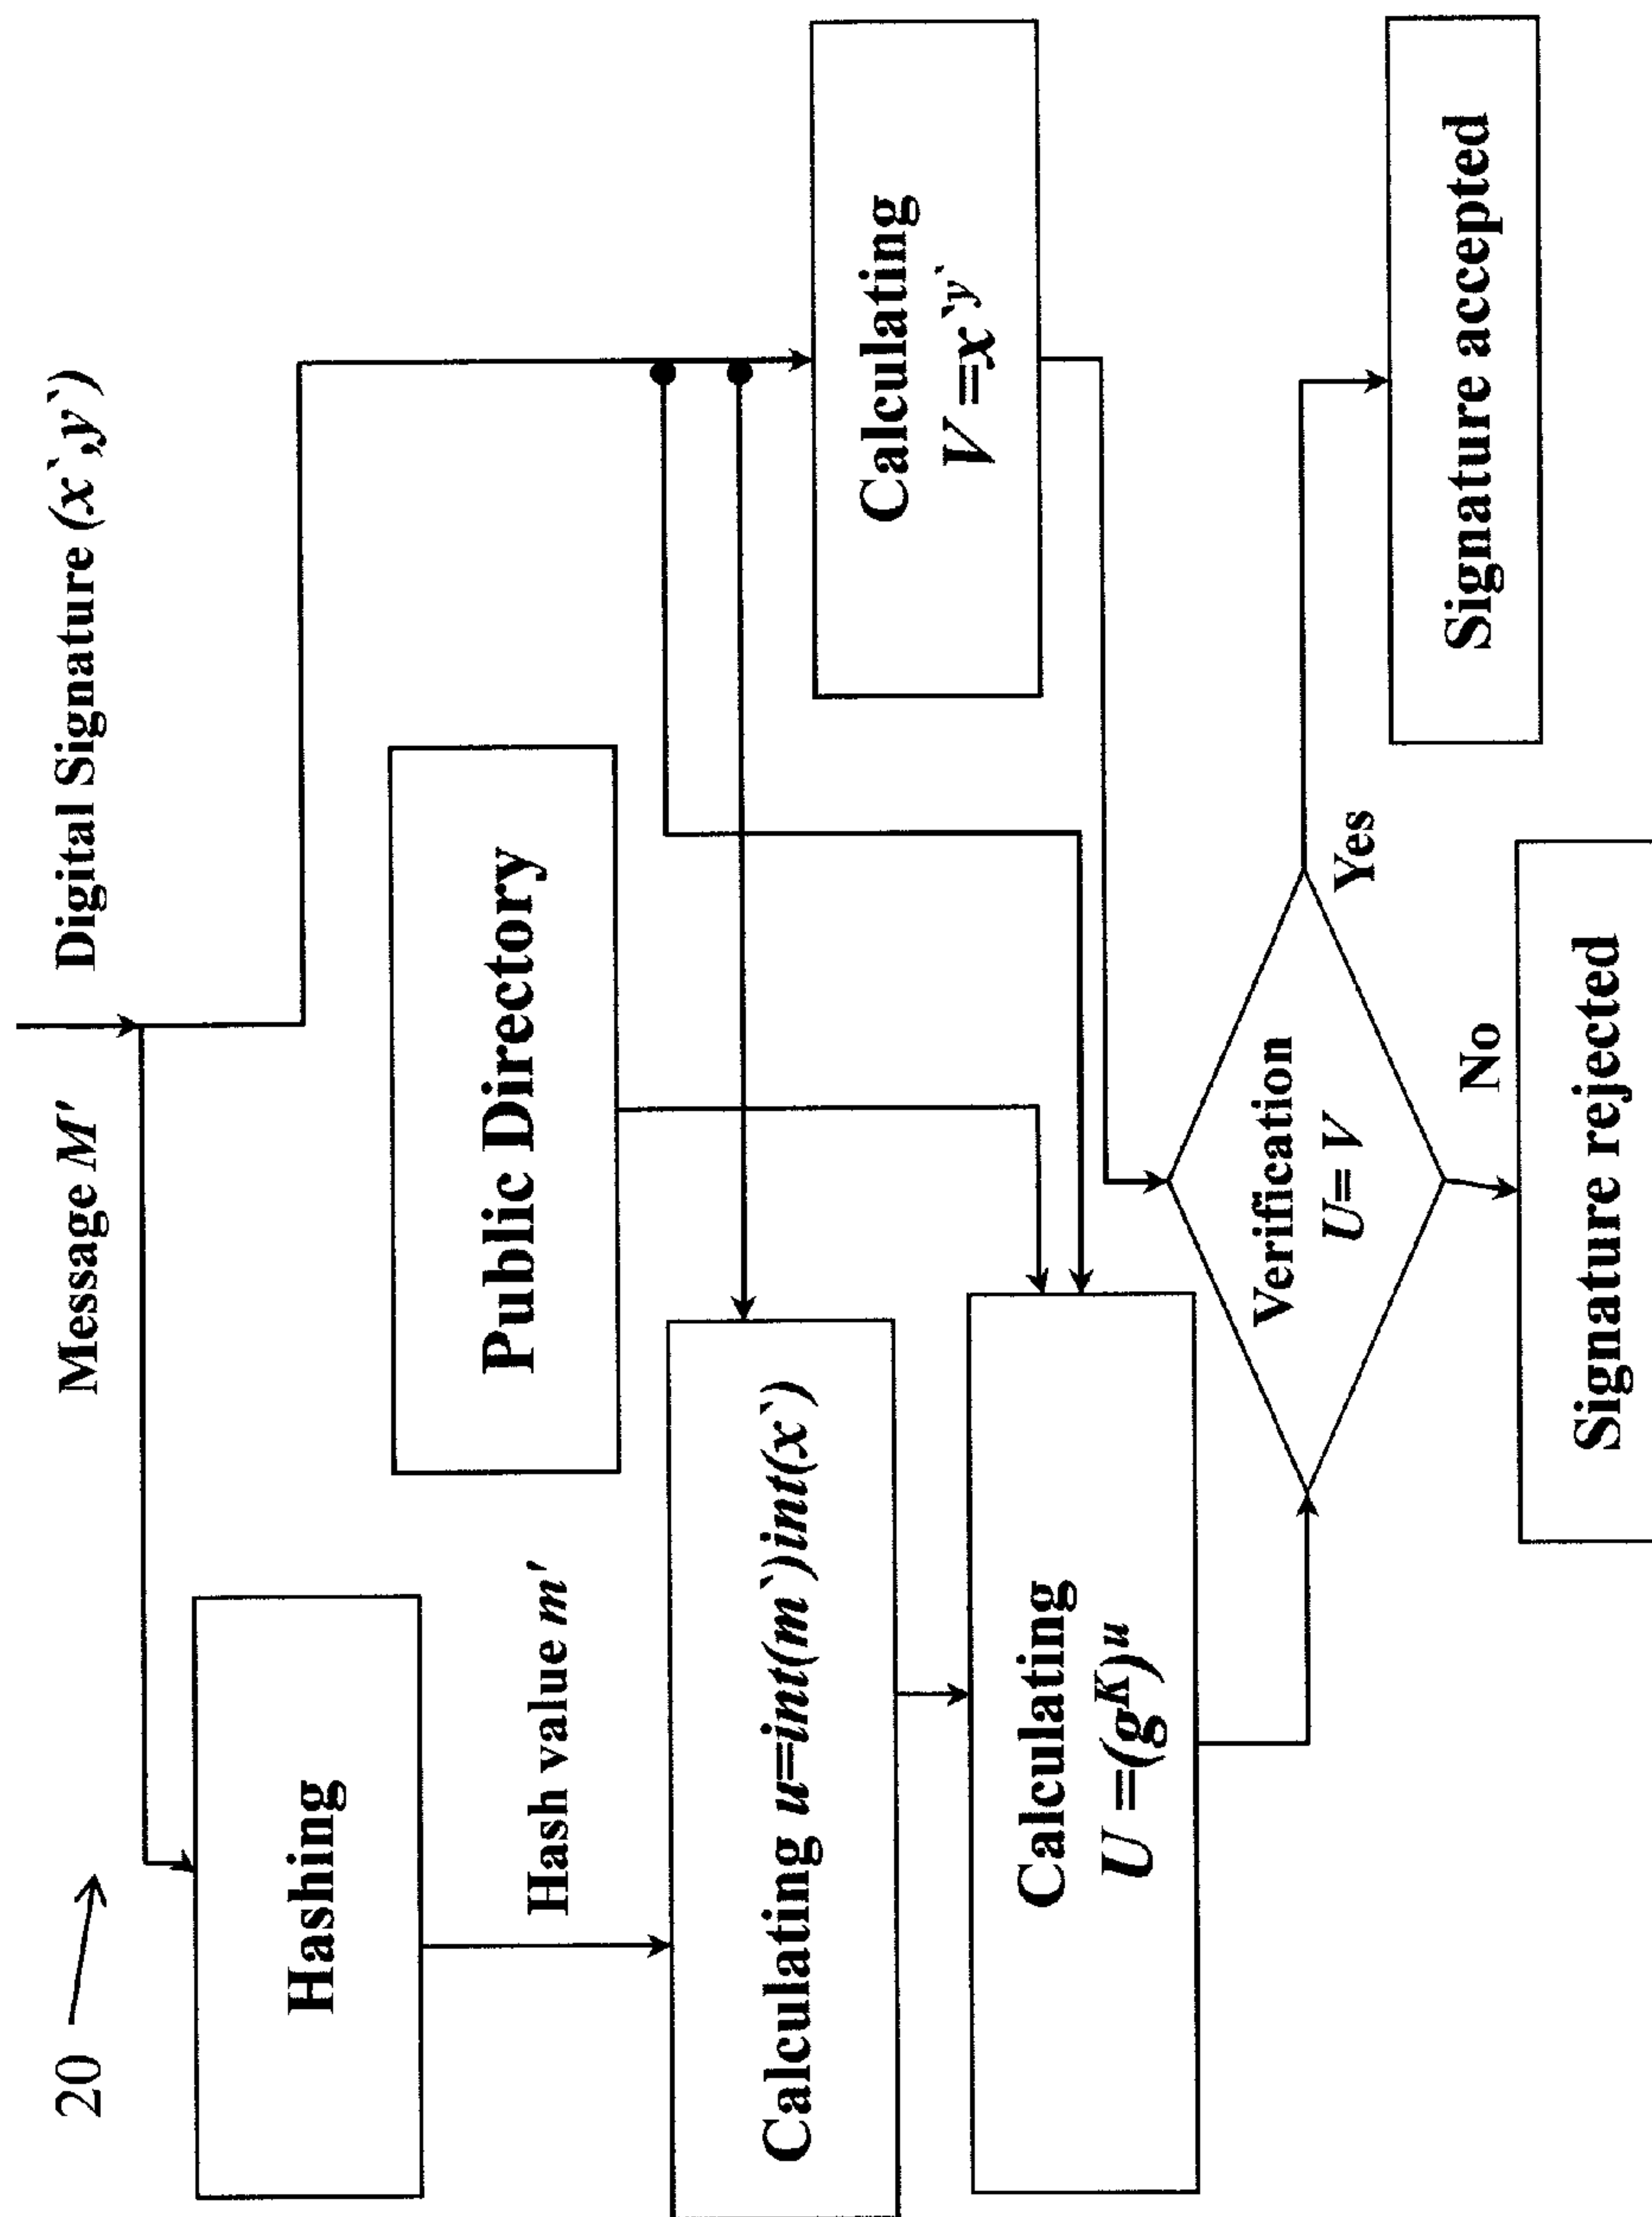 20
Message M′
Digital Signature (x`,y`)
Hashing
Public Directory
Hash value m′
Calculating u=int(m`)int(x`)
Calculating
V =x`y`
Calculating
U =(gK)u
Verification
U= V
Yes
No
Signature accepted
Signature rejected